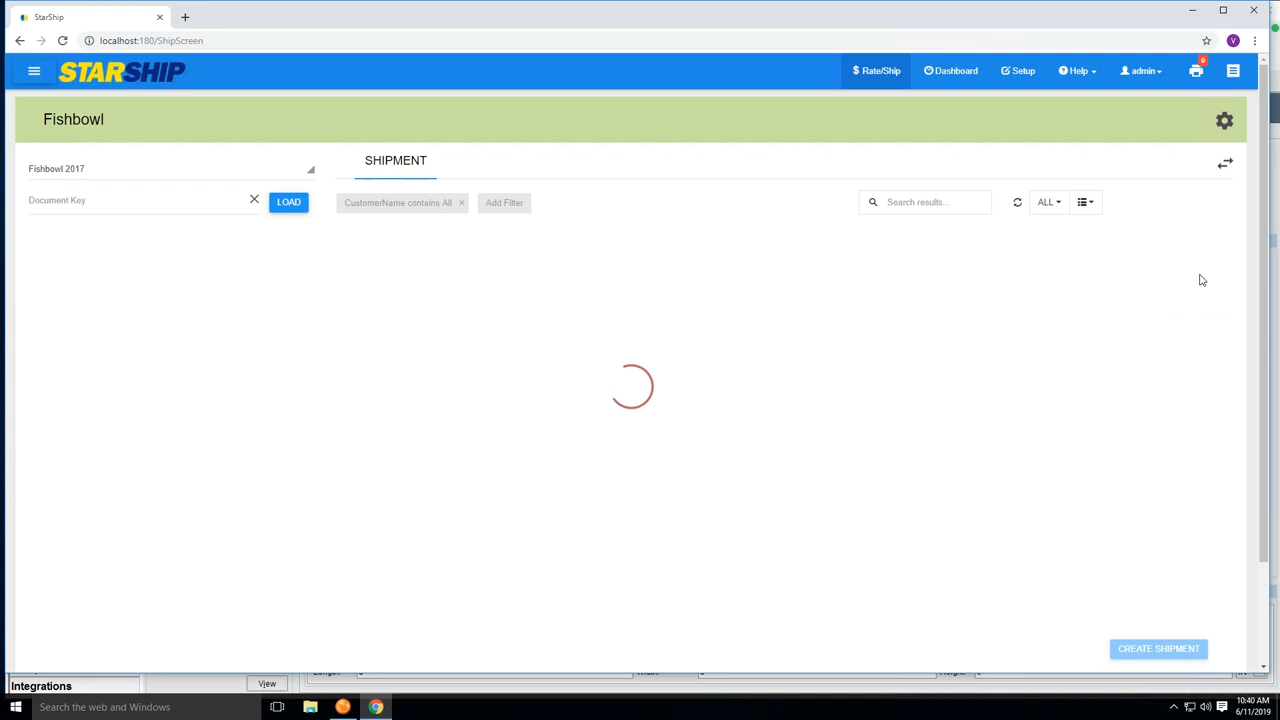 StarShip
localhost:180/ShipScreen
V
STARSHIP
$ Rate/Ship
Dashboard
Setup
Help
admin
Fishbowl
Fishbowl 2017
SHIPMENT
Document Key
LOAD
CustomerName contains All ×
Add Filter
Search results...
ALL
CREATE SHIPMENT
Integrations
View
Search the web and Windows
10:40 AM
6/11/2019